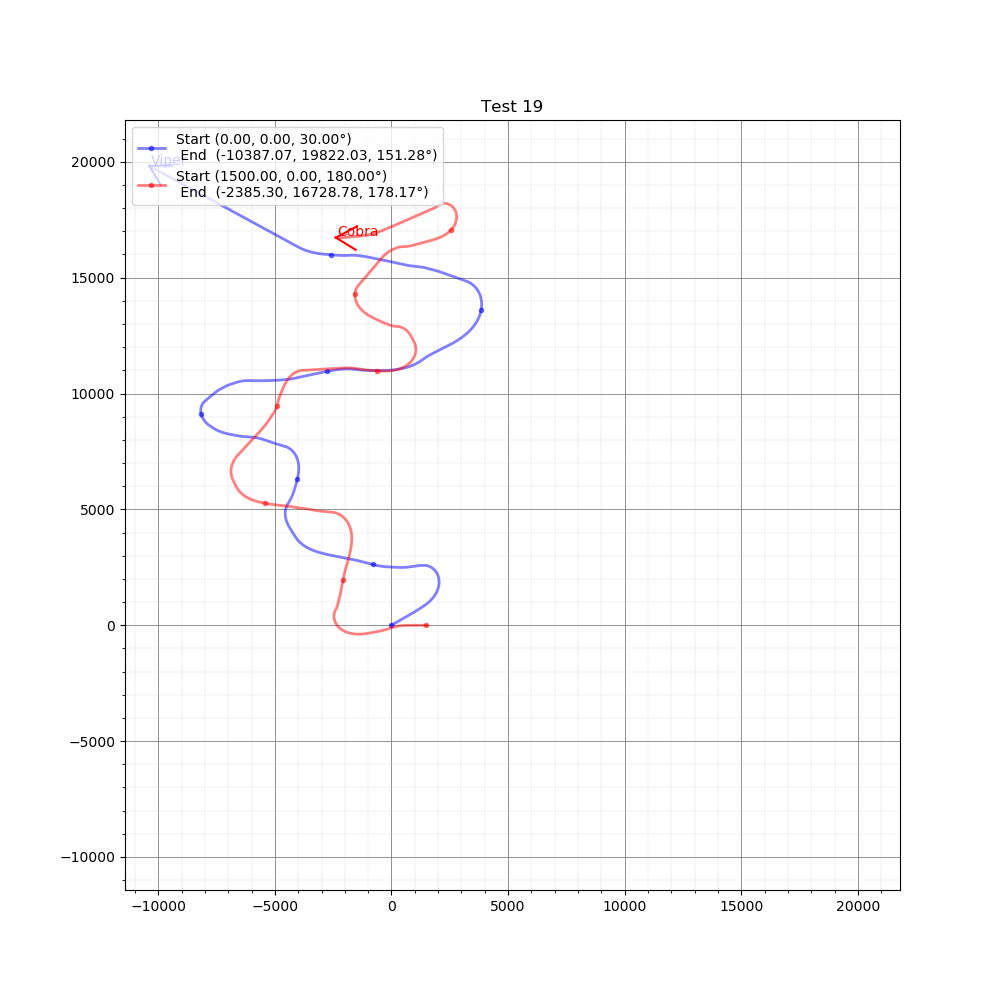 Test 19
Start (0.00, 0.00, 30.00°)
End (-10387.07, 19822.03, 151.28°)
Start (1500.00, 0.00, 180.00°)
End (-2385.30, 16728.78, 178.17°)
Viper
Cobra
20000
15000
10000
5000
0
−5000
−10000
−10000
−5000
0
5000
10000
15000
20000